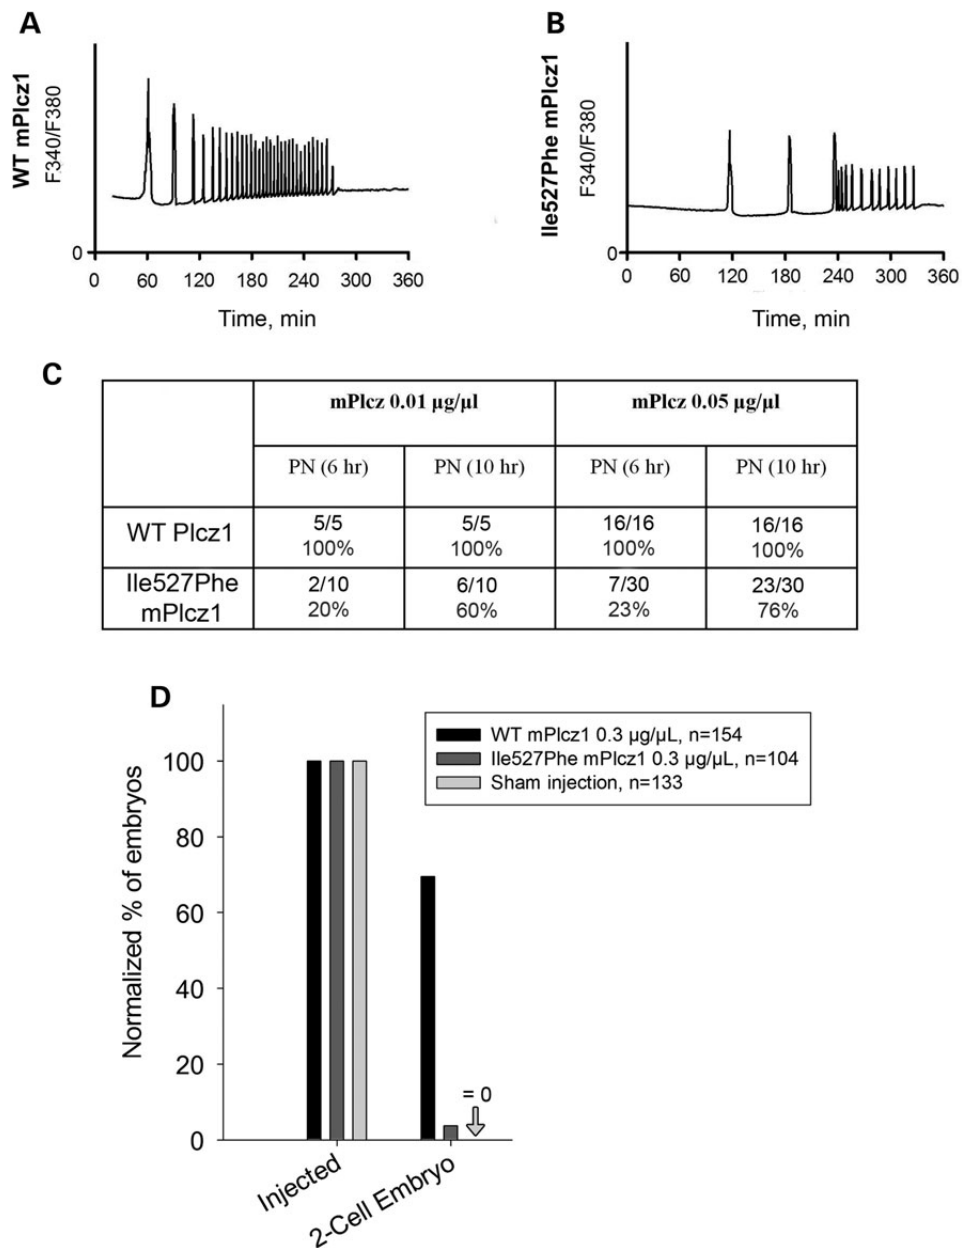 A
WT mPlcz1
F340/F380
0
0 60 120 180 240 300 360
Time, min
B
Ile527Phe mPlcz1
F340/F380
0
0 60 120 180 240 300 360
Time, min
C
mPlcz 0.01 µg/µl mPlcz 0.05 µg/µl
PN (6 hr) PN (10 hr) PN (6 hr) PN (10 hr)
WT Plcz1 5/5 5/5 16/16 16/16
100% 100% 100% 100%
Ile527Phe 2/10 6/10 7/30 23/30
mPlcz1 20% 60% 23% 76%
D
Normalized % of embryos
100
80
60
40
20
0
WT mPlcz1 0.3 µg/µL, n=154
Ile527Phe mPlcz1 0.3 µg/µL, n=104
Sham injection, n=133
= 0
Injected
2-Cell Embryo